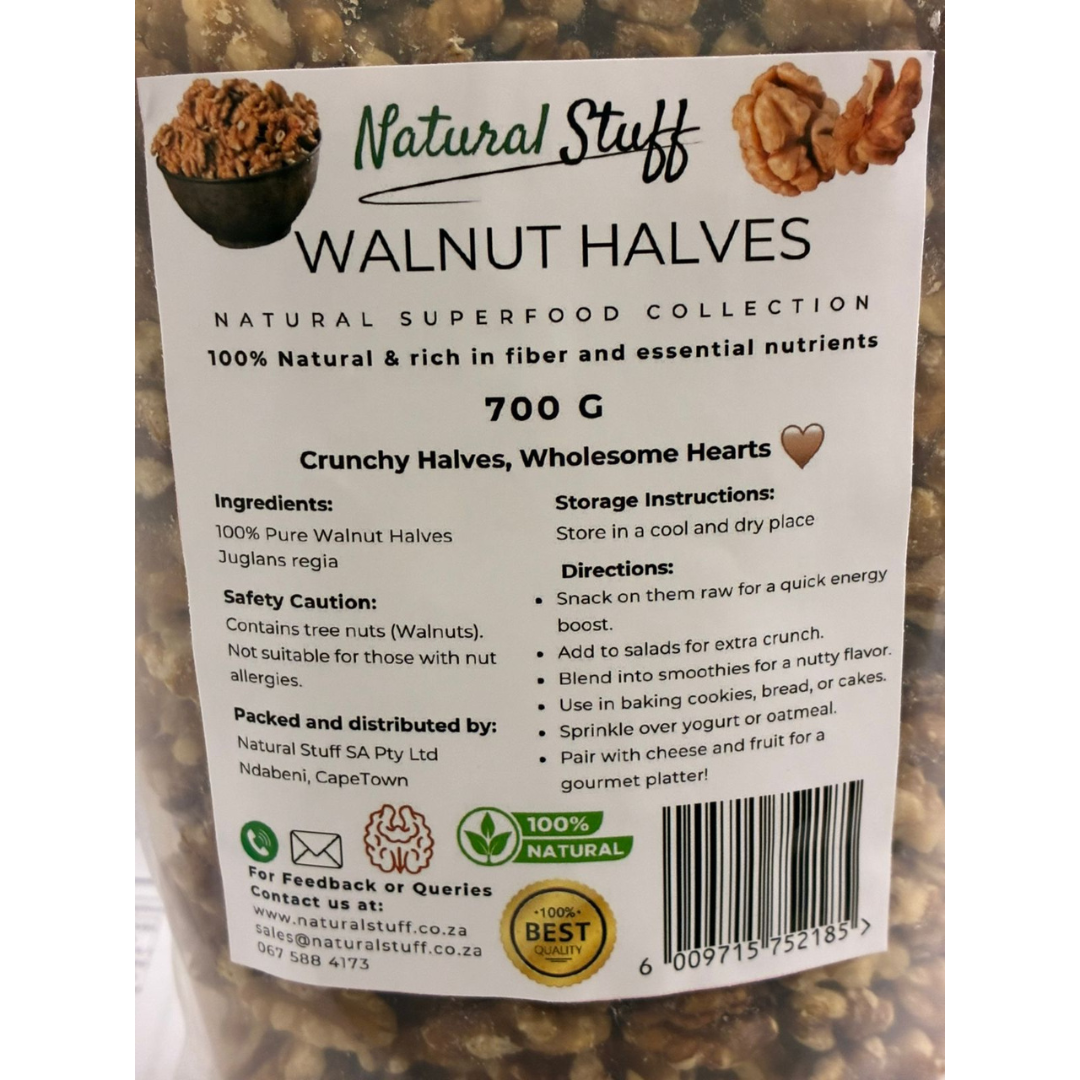 Natural Stuff
WALNUT HALVES
NATURAL SUPERFOOD COLLECTION
100% Natural & rich in fiber and essential nutrients
700 G
Crunchy Halves, Wholesome Hearts
Ingredients:
100% Pure Walnut Halves
Juglans regia
Safety Caution:
Contains tree nuts (Walnuts).
Not suitable for those with nut
allergies.
Packed and distributed by:
Natural Stuff SA Pty Ltd
Ndabeni, CapeTown
Storage Instructions:
Store in a cool and dry place
Directions:
• Snack on them raw for a quick energy
boost.
• Add to salads for extra crunch.
• Blend into smoothies for a nutty flavor.
• Use in baking cookies, bread, or cakes.
• Sprinkle over yogurt or oatmeal.
• Pair with cheese and fruit for a
gourmet platter!
100%
NATURAL
For Feedback or Queries
Contact us at:
www.naturalstuff.co.za
sales@naturalstuff.co.za
067 588 4173
•100%•
BEST
QUALITY
6 009715 752185 >